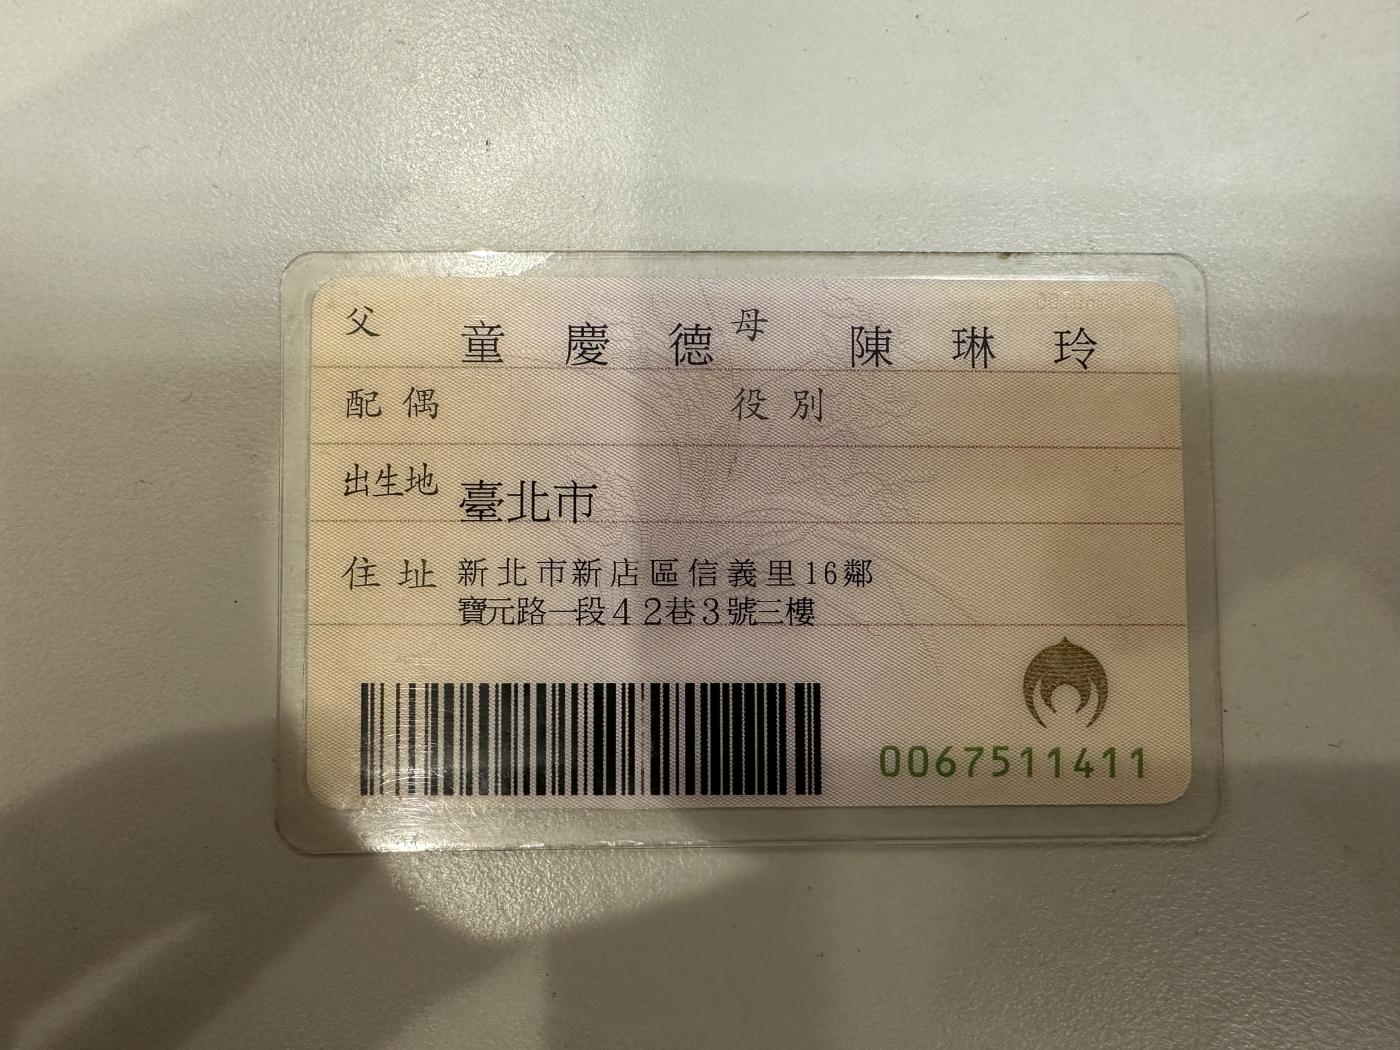 父 童慶德 母 陳琳玲
配偶 役別
出生地 臺北市
住址 新北市新店區信義里16鄰
寶元路一段42巷3號三樓
0067511411